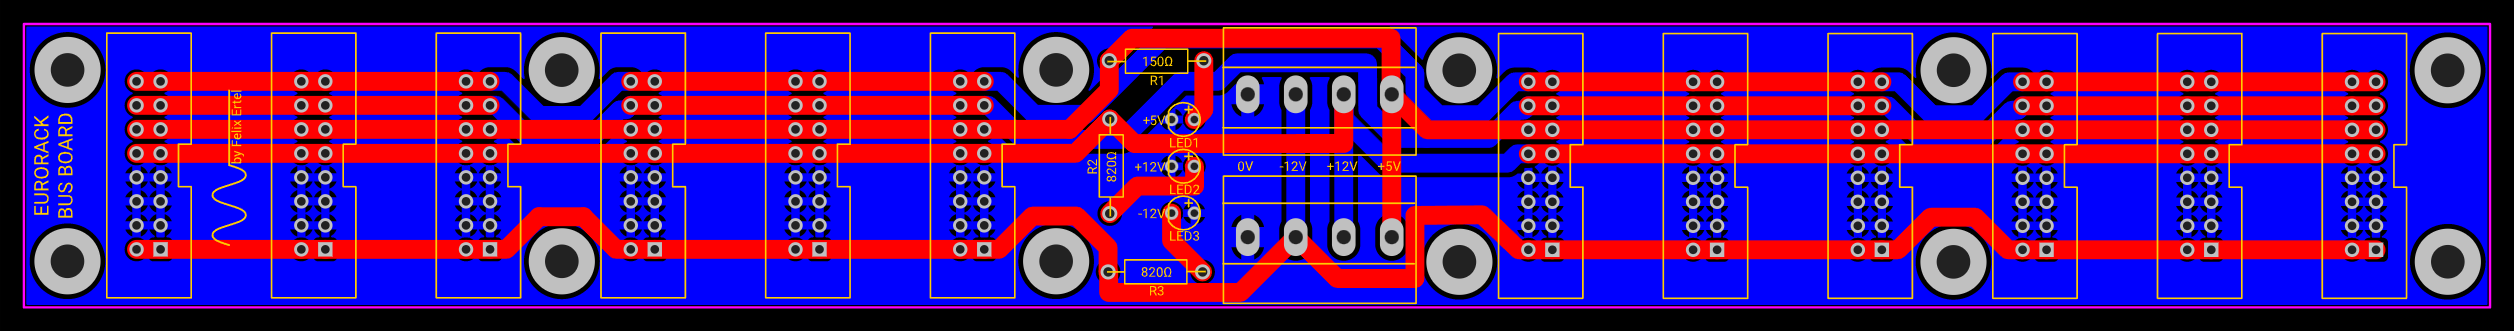 EURORACK
BUS BOARD
by Felix Ertel
150Ω
R1
+5V
+
LED1
R2
820Ω
+12V
+
LED2
-12V
+
LED3
820Ω
R3
0V
-12V
+12V
+5V